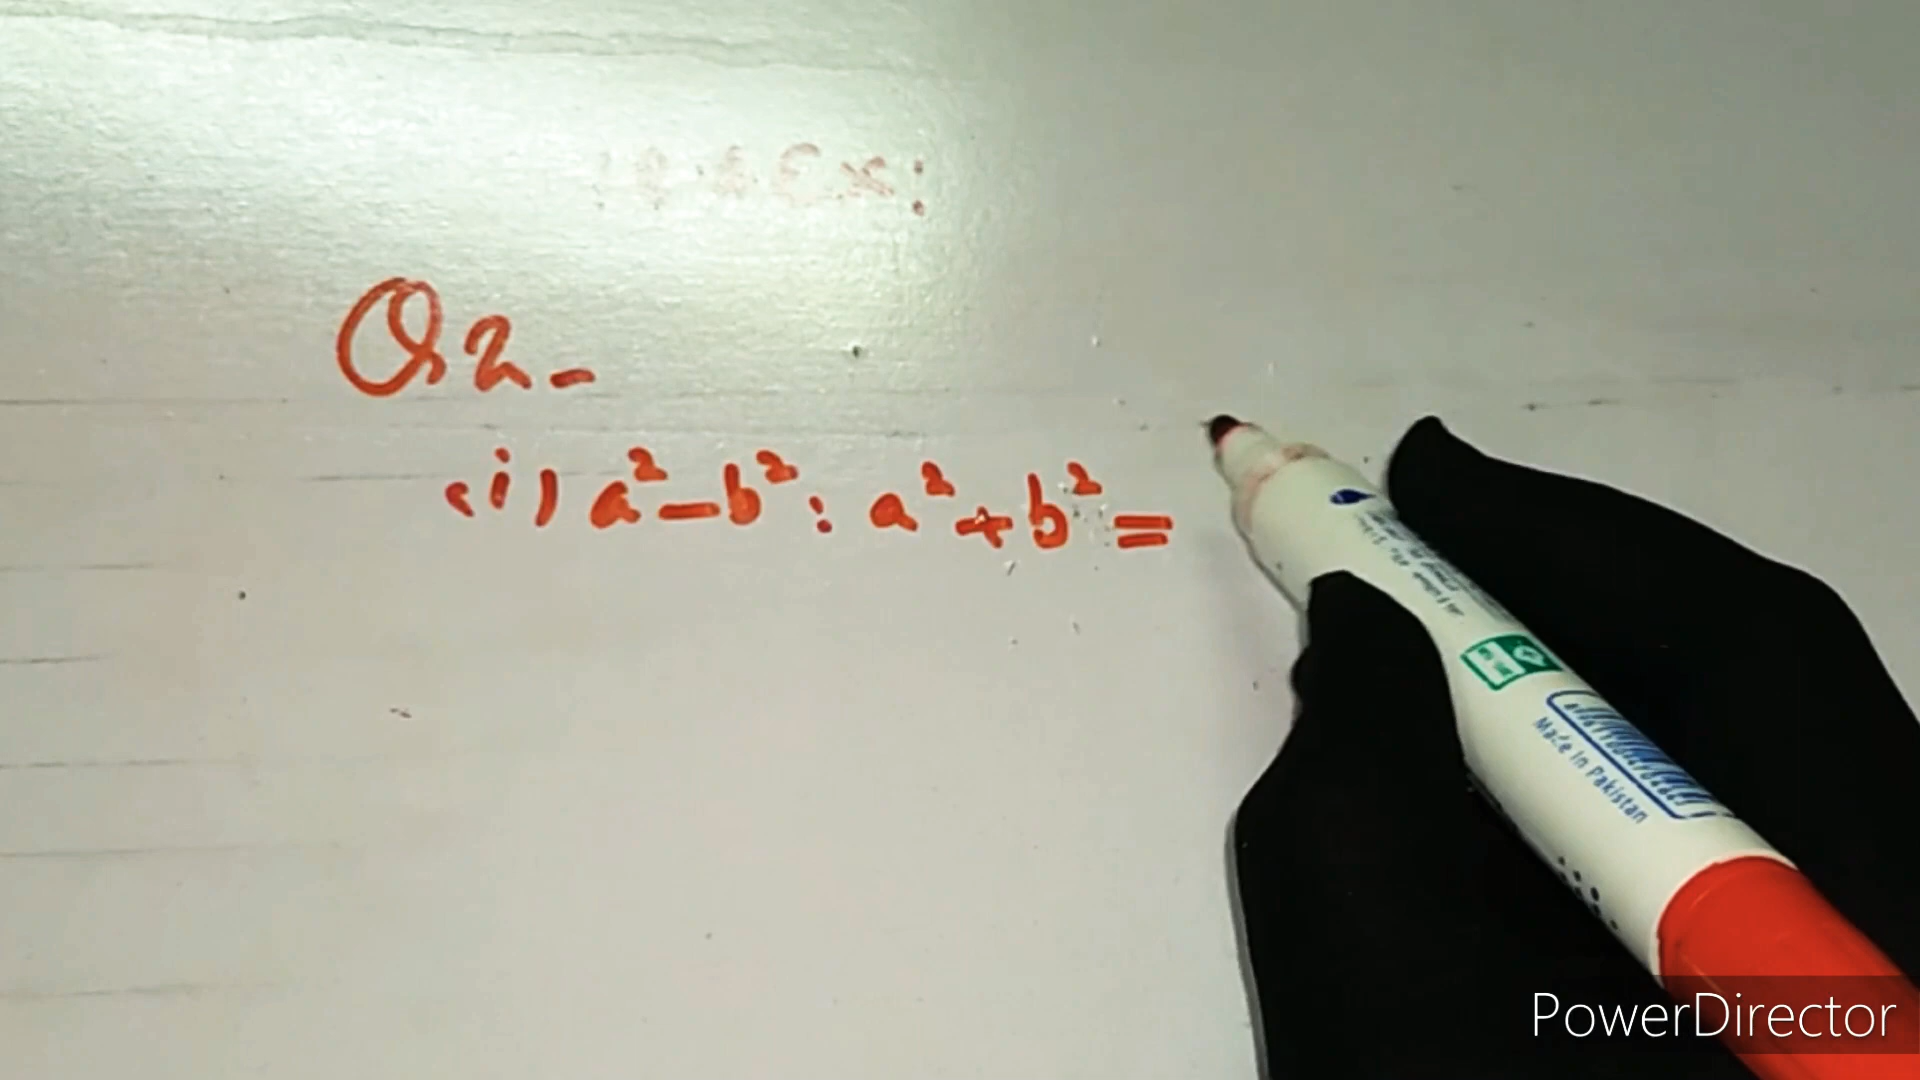 Q2-
(i) a²-b² : a²+b² =
Made in Pakistan
PowerDirector